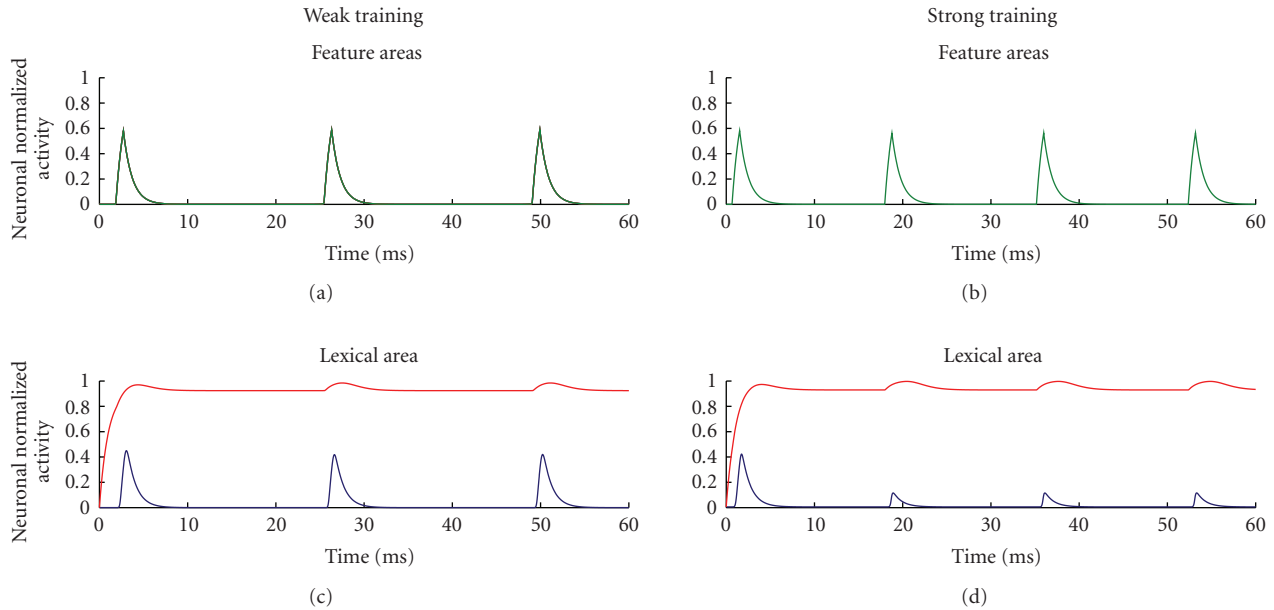 Weak training
Strong training
Feature areas
Feature areas
Neuronal normalized
activity
1
0.8
0.6
0.4
0.2
0
0 10 20 30 40 50 60
Time (ms)
(a)
1
0.8
0.6
0.4
0.2
0
0 10 20 30 40 50 60
Time (ms)
(b)
Lexical area
Neuronal normalized
activity
1
0.8
0.6
0.4
0.2
0
0 10 20 30 40 50 60
Time (ms)
(c)
Lexical area
1
0.8
0.6
0.4
0.2
0
0 10 20 30 40 50 60
Time (ms)
(d)